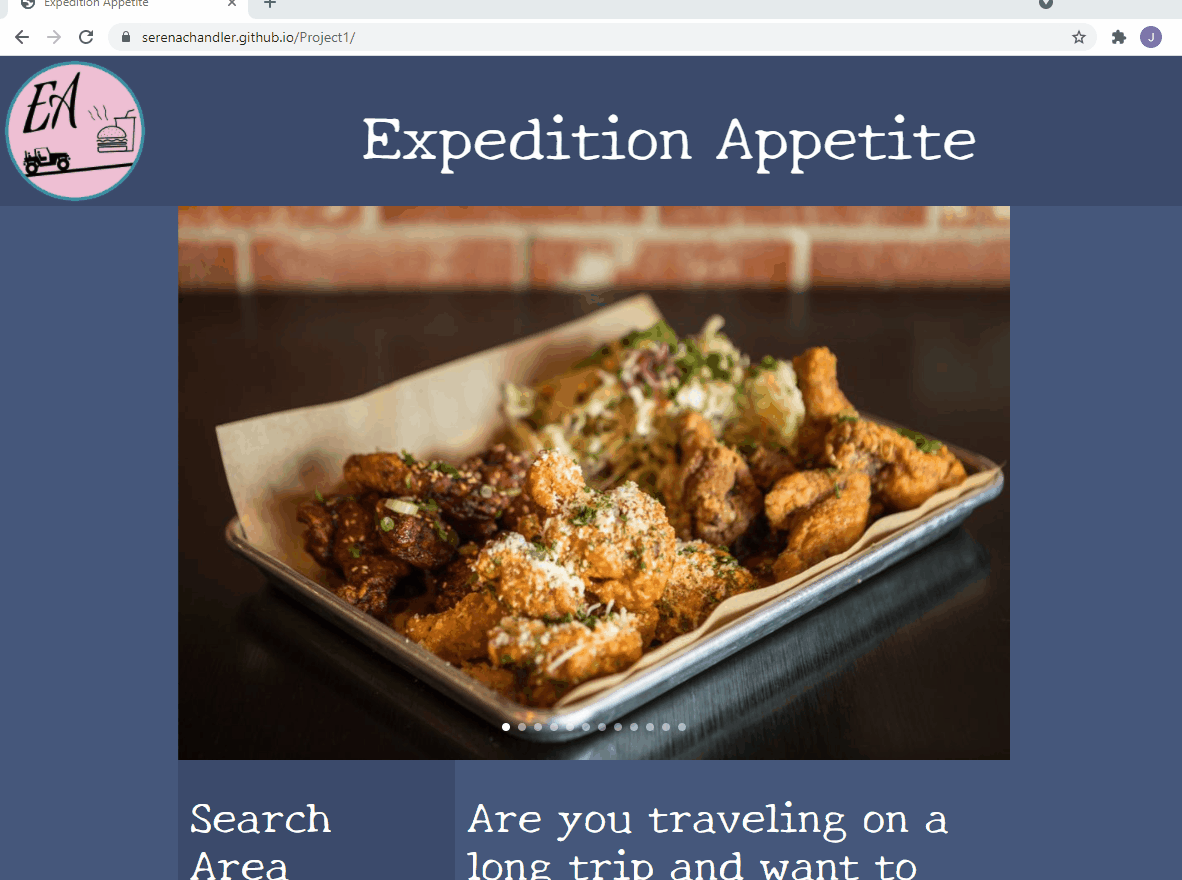 Expedition Appetite
serenachandler.github.io/Project1/
J
EA
Expedition Appetite
Search
Area
Are you traveling on a
long trip and want to